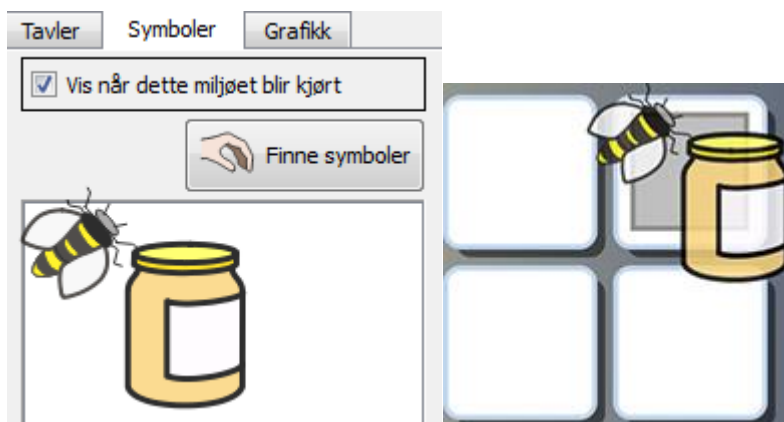 Tavler Symboler Grafikk
Vis når dette miljøet blir kjørt
Finne symboler